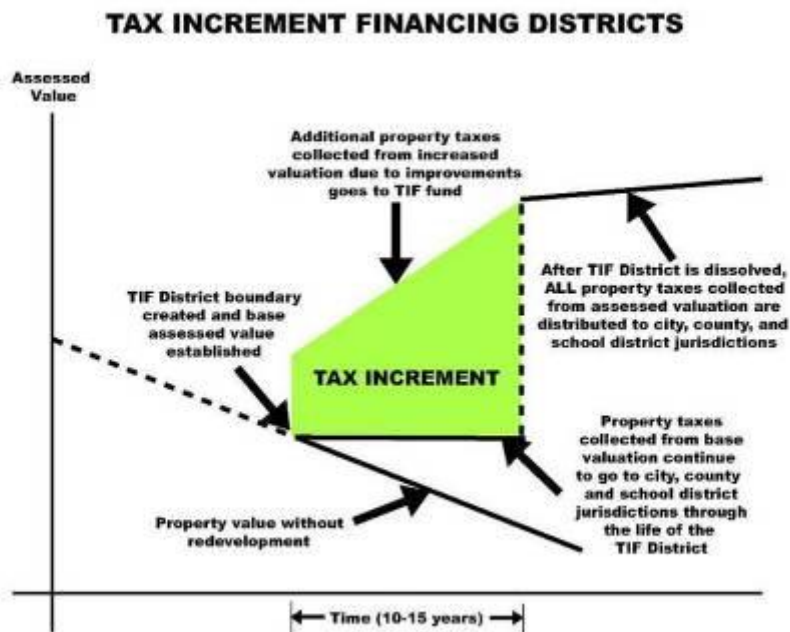 TAX INCREMENT FINANCING DISTRICTS
Assessed
Value
Additional property taxes
collected from increased
valuation due to improvements
goes to TIF fund
TIF District boundary
created and base
assessed value
established
After TIF District is dissolved,
ALL property taxes collected
from assessed valuation are
distributed to city, county, and
school district jurisdictions
TAX INCREMENT
Property taxes
collected from base
valuation continue
to go to city, county
and school district
jurisdictions through
the life of the
TIF District
Property value without
redevelopment
Time (10-15 years)